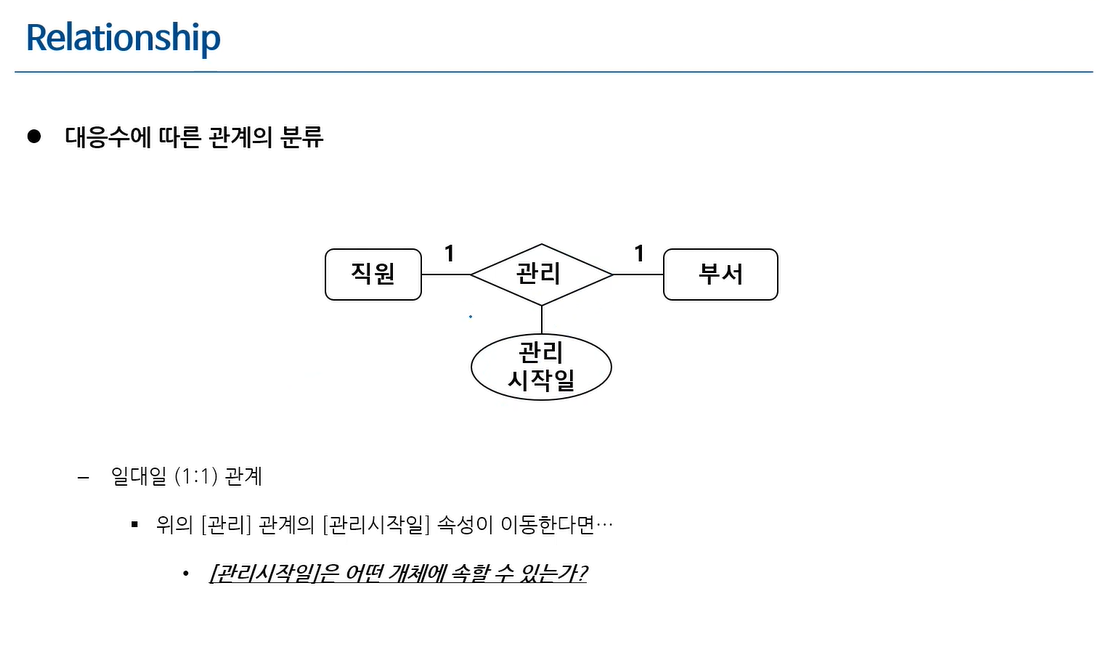 Relationship
● 대응수에 따른 관계의 분류
직원
1
관리
1
부서
관리
시작일
– 일대일 (1:1) 관계
▪ 위의 [관리] 관계의 [관리시작일] 속성이 이동한다면…
• [관리시작일]은 어떤 개체에 속할 수 있는가?